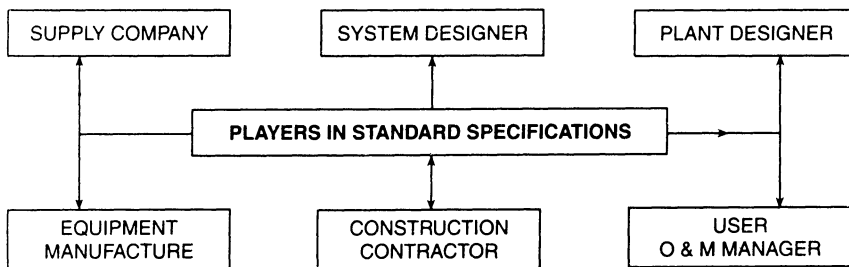 SUPPLY COMPANY
SYSTEM DESIGNER
PLANT DESIGNER
PLAYERS IN STANDARD SPECIFICATIONS
EQUIPMENT
MANUFACTURE
CONSTRUCTION
CONTRACTOR
USER
O & M MANAGER